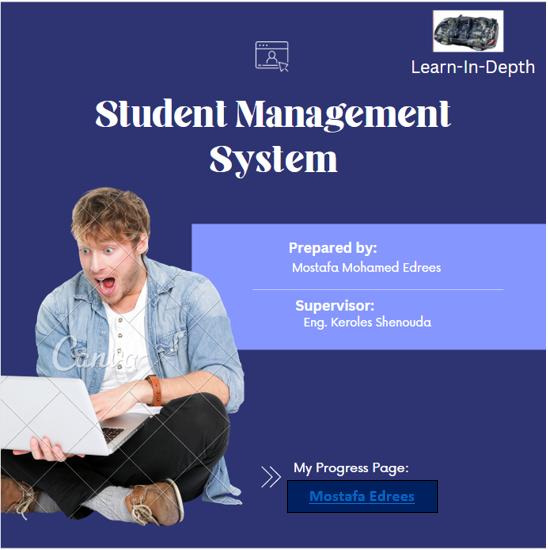 Learn-In-Depth
Student Management
System
Prepared by:
Mostafa Mohamed Edrees
Supervisor:
Eng. Keroles Shenouda
Canva
My Progress Page:
Mostafa Edrees